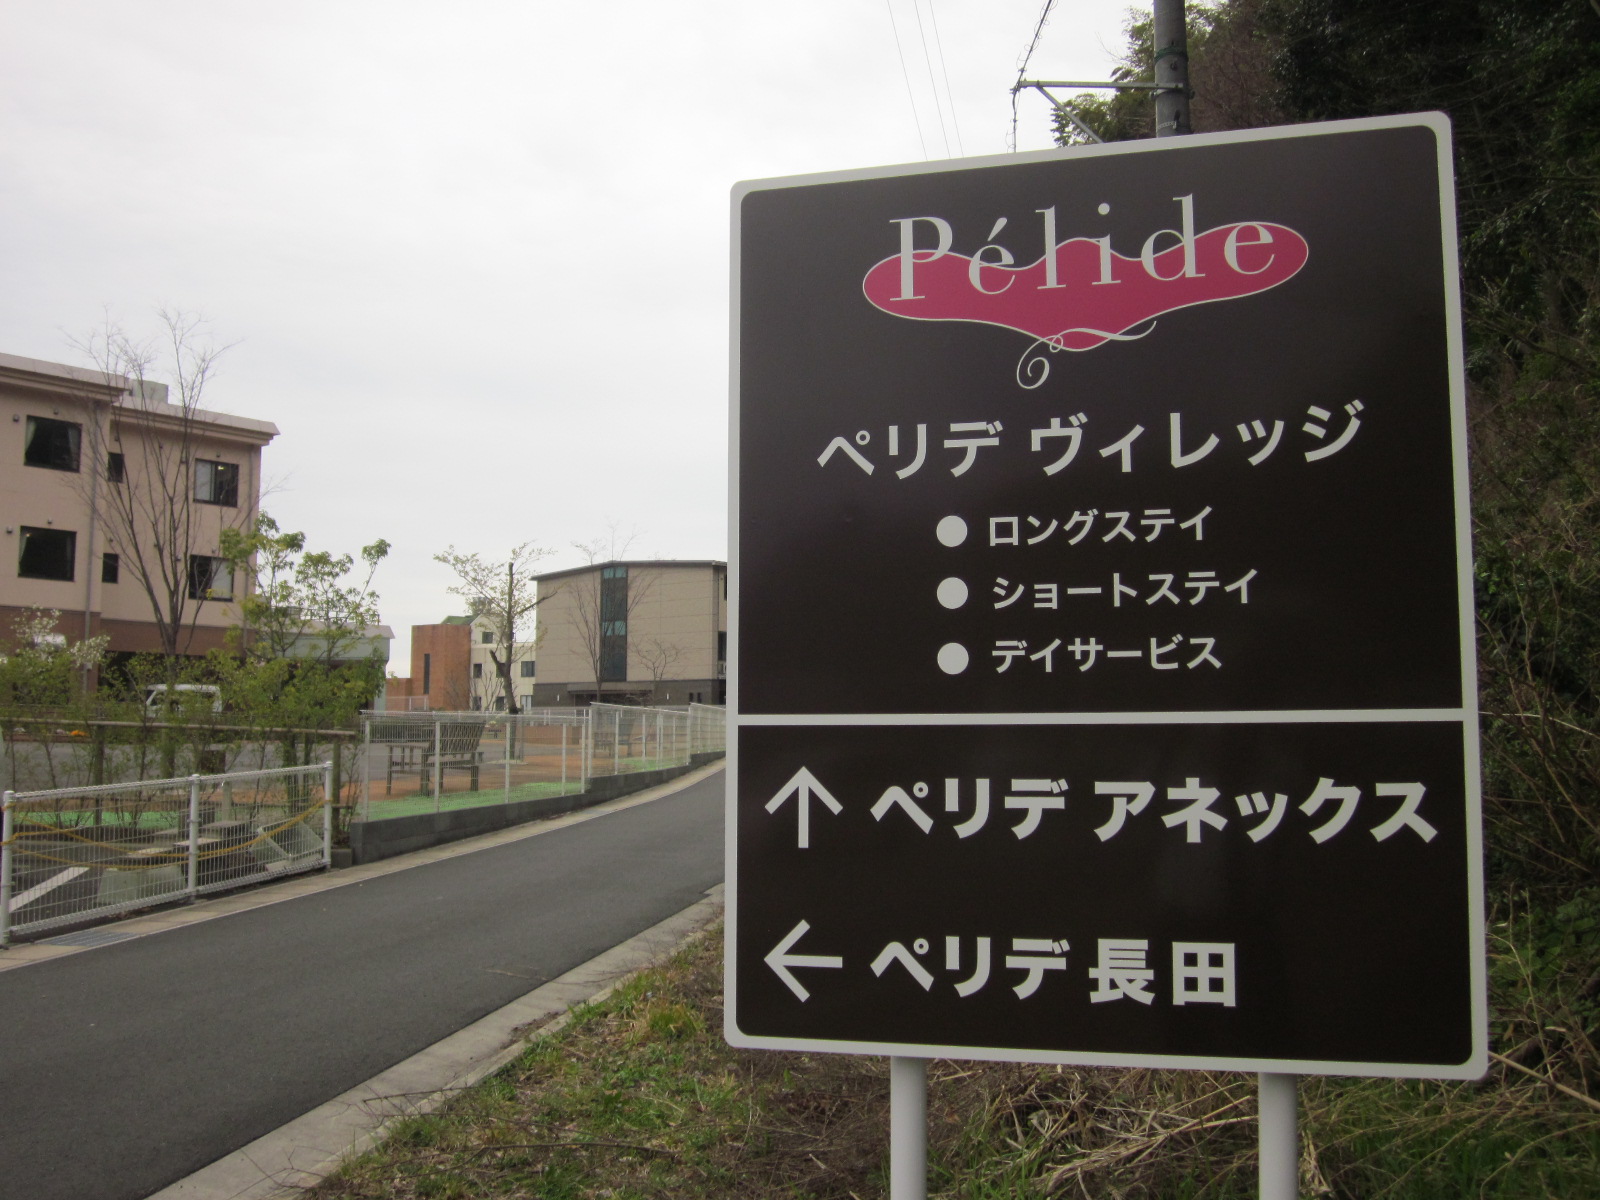 Pélide
ペリデ ヴィレッジ
● ロングステイ
● ショートステイ
● デイサービス
↑ ペリデ アネックス
← ペリデ 長田